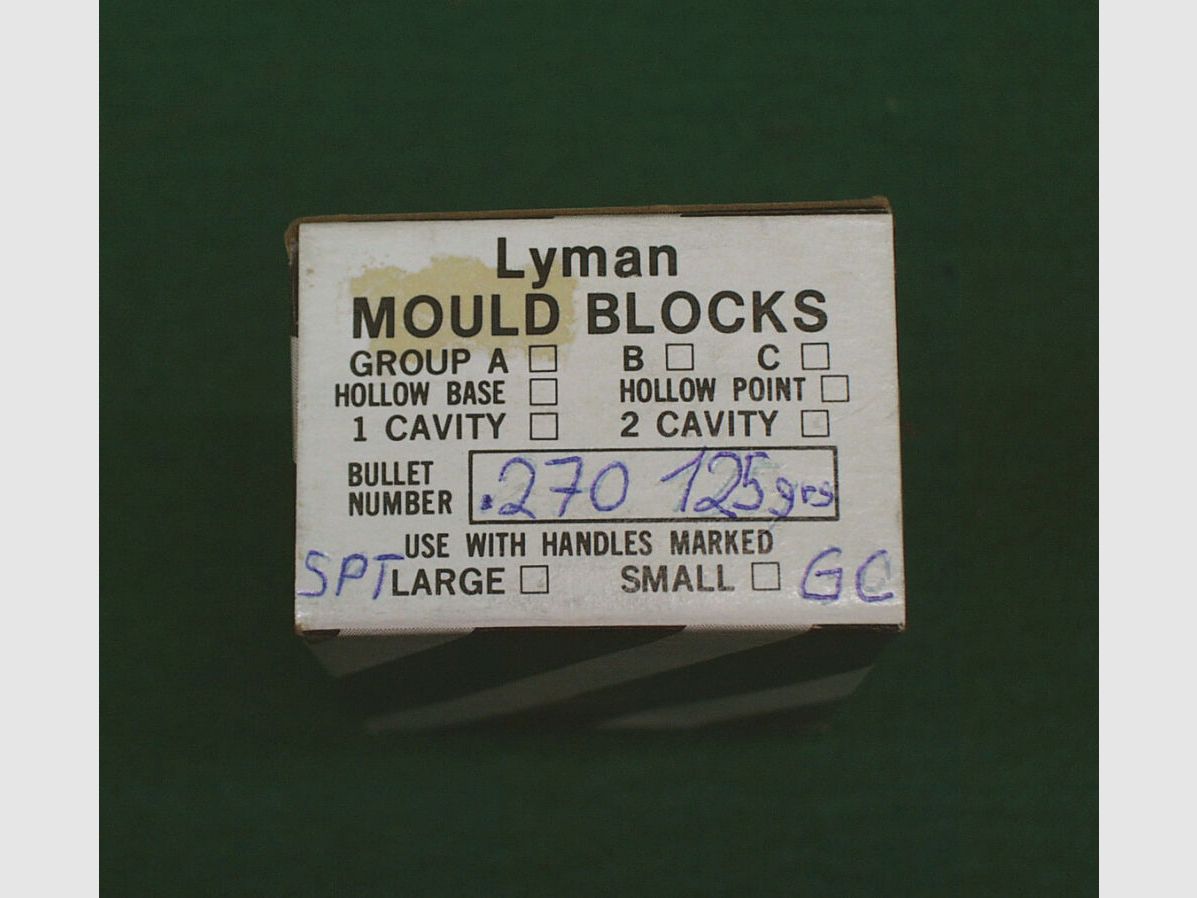 Lyman
MOULD BLOCKS
GROUP A □ B □ C □
HOLLOW BASE □ HOLLOW POINT □
1 CAVITY □ 2 CAVITY □
BULLET NUMBER .270 125grs
USE WITH HANDLES MARKED
SPT LARGE □ SMALL □ GC